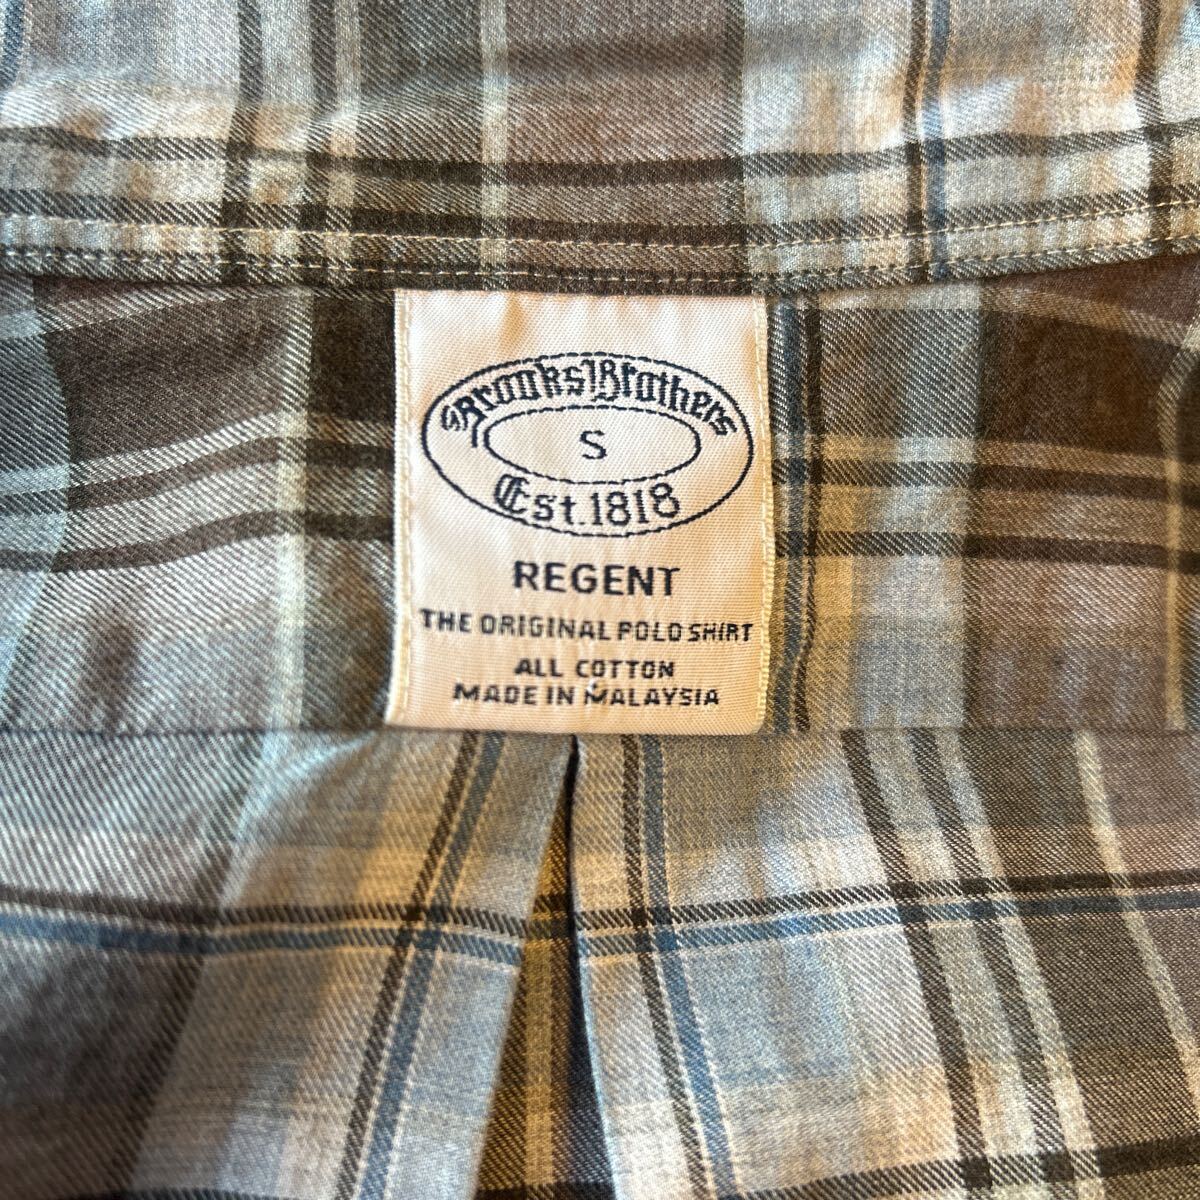 Brooks Brothers
S
Est. 1818
REGENT
THE ORIGINAL POLO SHIRT
ALL COTTON
MADE IN MALAYSIA